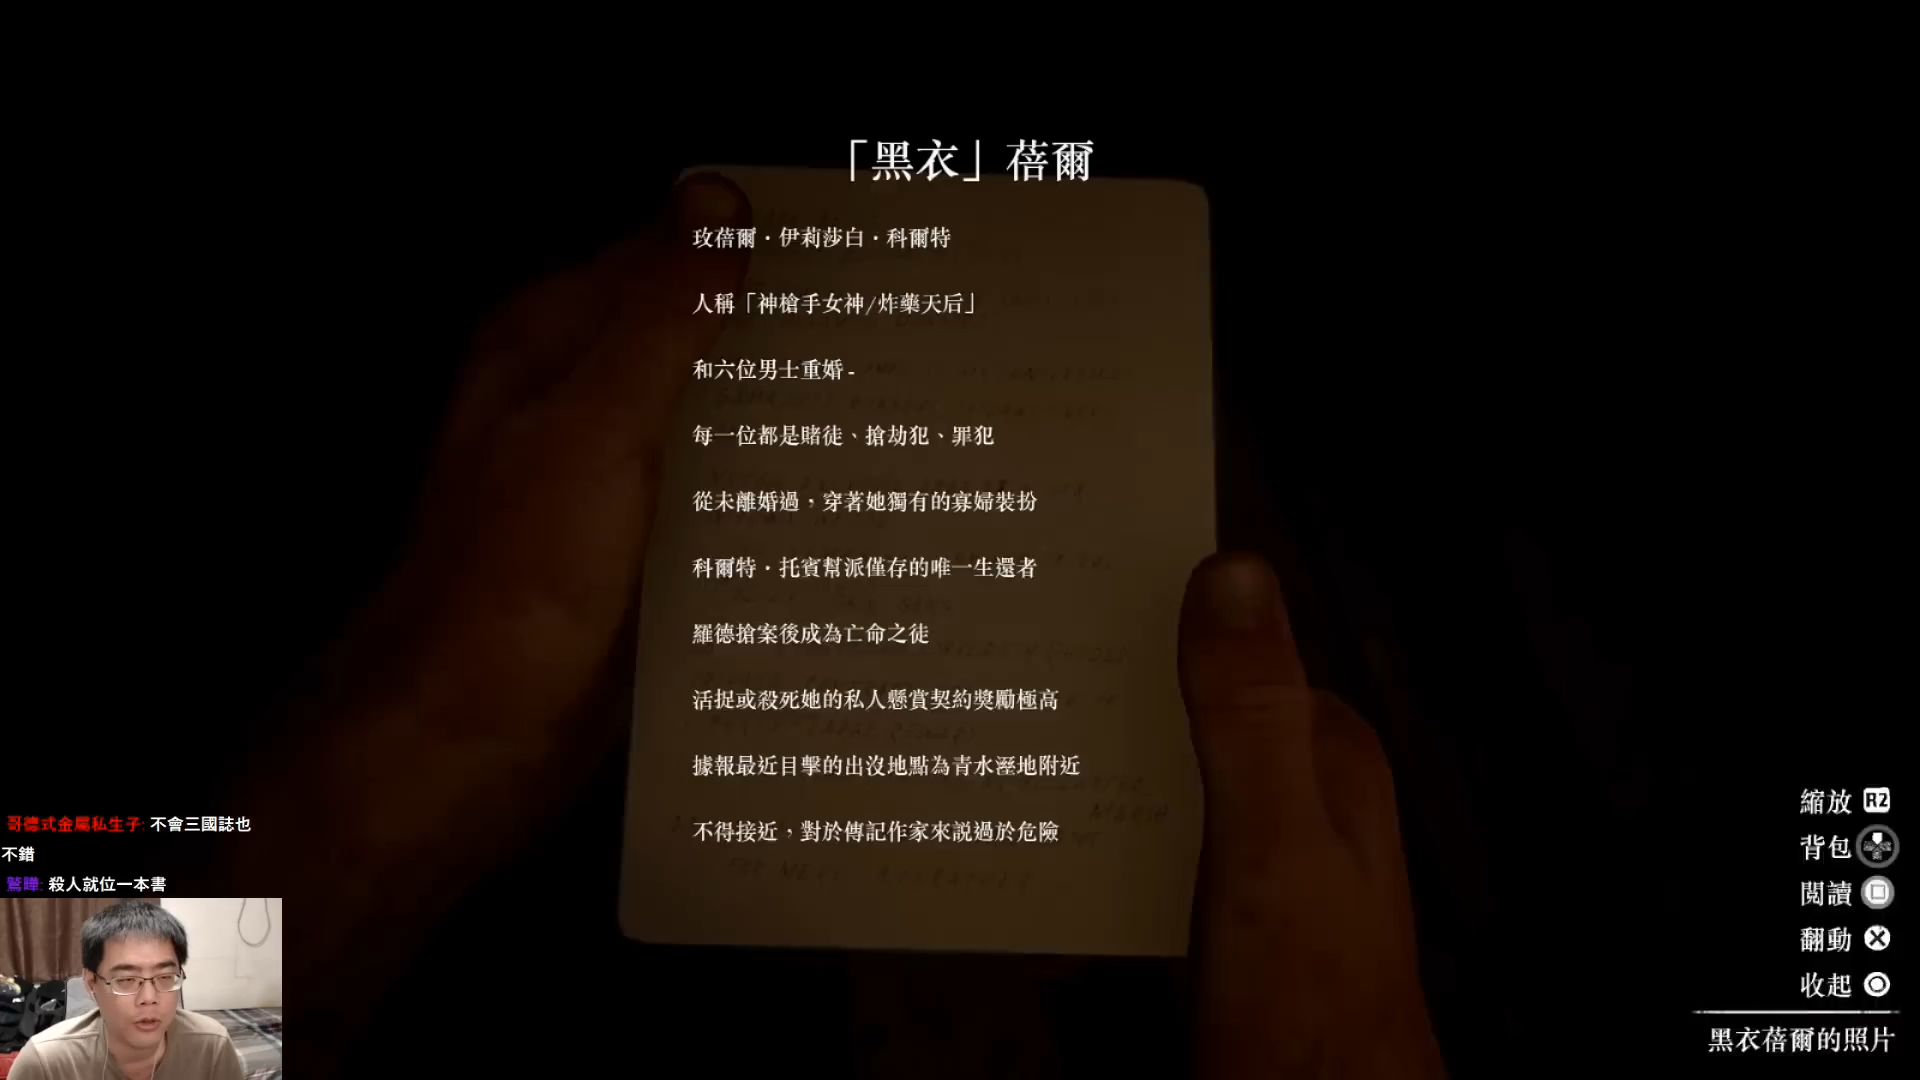 「黑衣」蓓爾
玫蓓爾·伊莉莎白·科爾特
人稱「神槍手女神/炸藥天后」
和六位男士重婚-
每一位都是賭徒、搶劫犯、罪犯
從未離婚過，穿著她獨有的寡婦裝扮
科爾特·托賓幫派僅存的唯一生還者
羅德搶案後成為亡命之徒
活捉或殺死她的私人懸賞契約獎勵極高
據報最近目擊的出沒地點為青水溼地附近
不得接近，對於傳記作家來説過於危險
縮放 R2
背包
閱讀
翻動
收起
黑衣蓓爾的照片
哥德式金屬私生子: 不會三國誌也
不錯
鷲曄: 殺人就位一本書